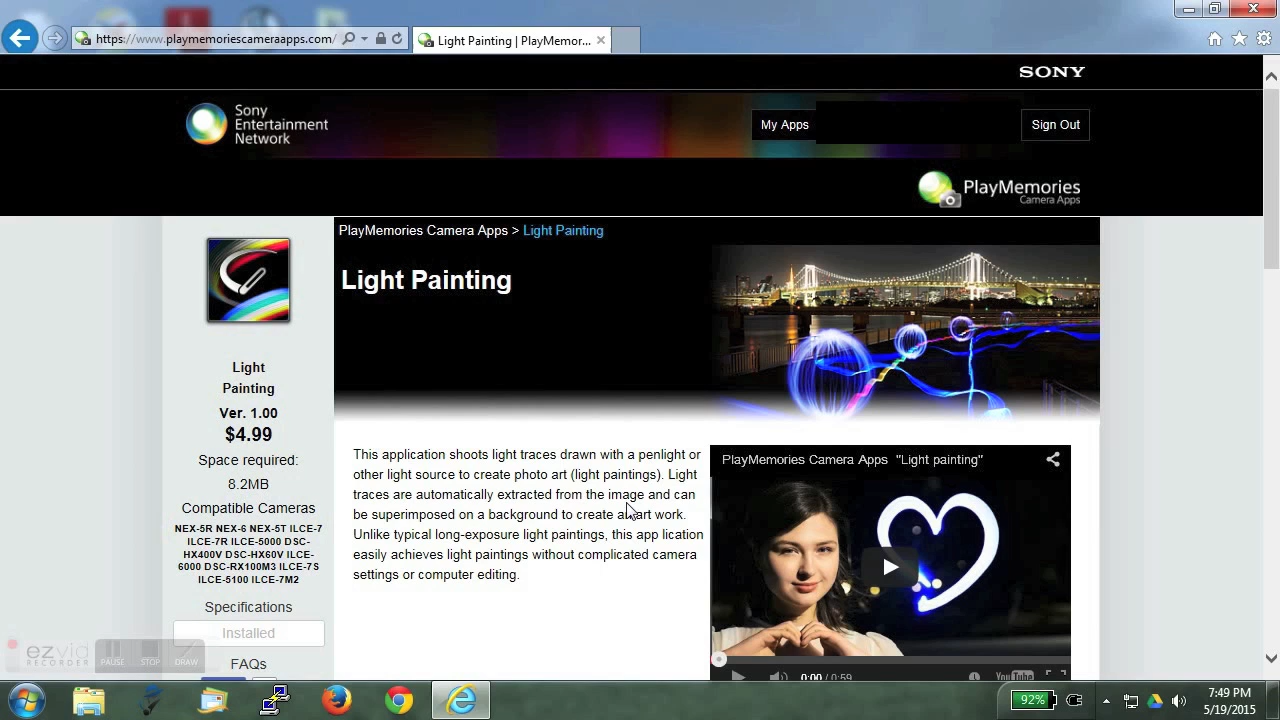 https://www.playmemoriescameraapps.com/
Light Painting | PlayMemor...
SONY
Sony
Entertainment
Network
My Apps
Sign Out
PlayMemories
Camera Apps
PlayMemories Camera Apps > Light Painting
Light Painting
Light
Painting
Ver. 1.00
$4.99
Space required:
8.2MB
Compatible Cameras
NEX-5R NEX-6 NEX-5T ILCE-7
ILCE-7R ILCE-5000 DSC-
HX400V DSC-HX60V ILCE-
6000 DSC-RX100M3 ILCE-7S
ILCE-5100 ILCE-7M2
Specifications
Installed
FAQs
This application shoots light traces drawn with a penlight or
other light source to create photo art (light paintings). Light
traces are automatically extracted from the image and can
be superimposed on a background to create an art work.
Unlike typical long-exposure light paintings, this app lication
easily achieves light paintings without complicated camera
settings or computer editing.
PlayMemories Camera Apps "Light painting"
0:00 / 0:59
YouTube
ezvid
RECORDER
PAUSE
STOP
DRAW
92%
7:49 PM
5/19/2015